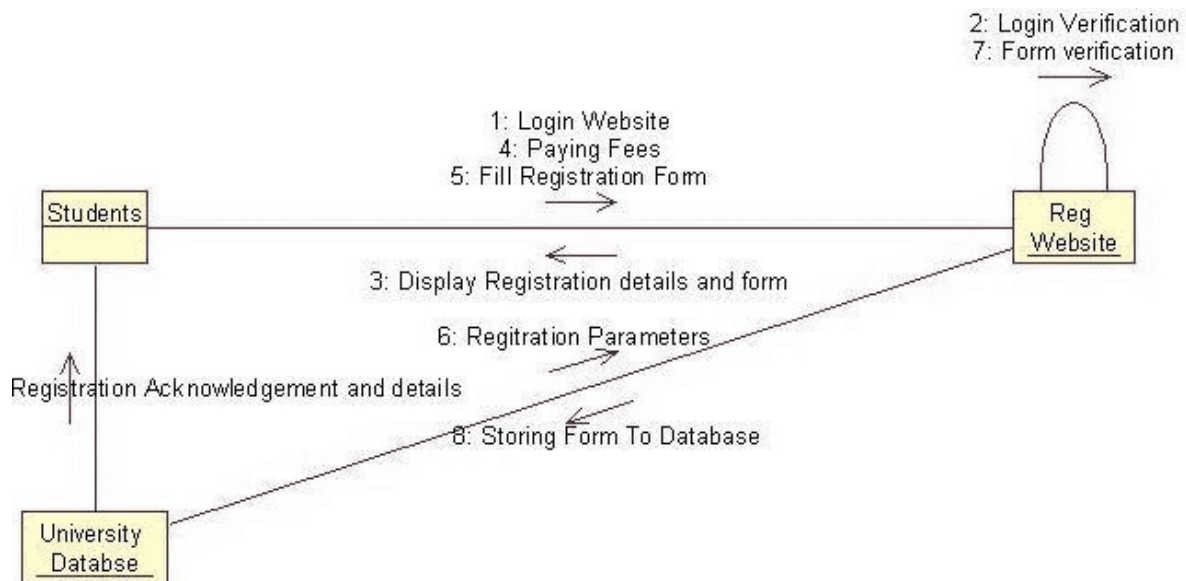 2: Login Verification
7: Form verification
1: Login Website
4: Paying Fees
5: Fill Registration Form
Students
Reg
Website
3: Display Registration details and form
6: Regitration Parameters
Registration Acknowledgement and details
8: Storing Form To Database
University
Databse